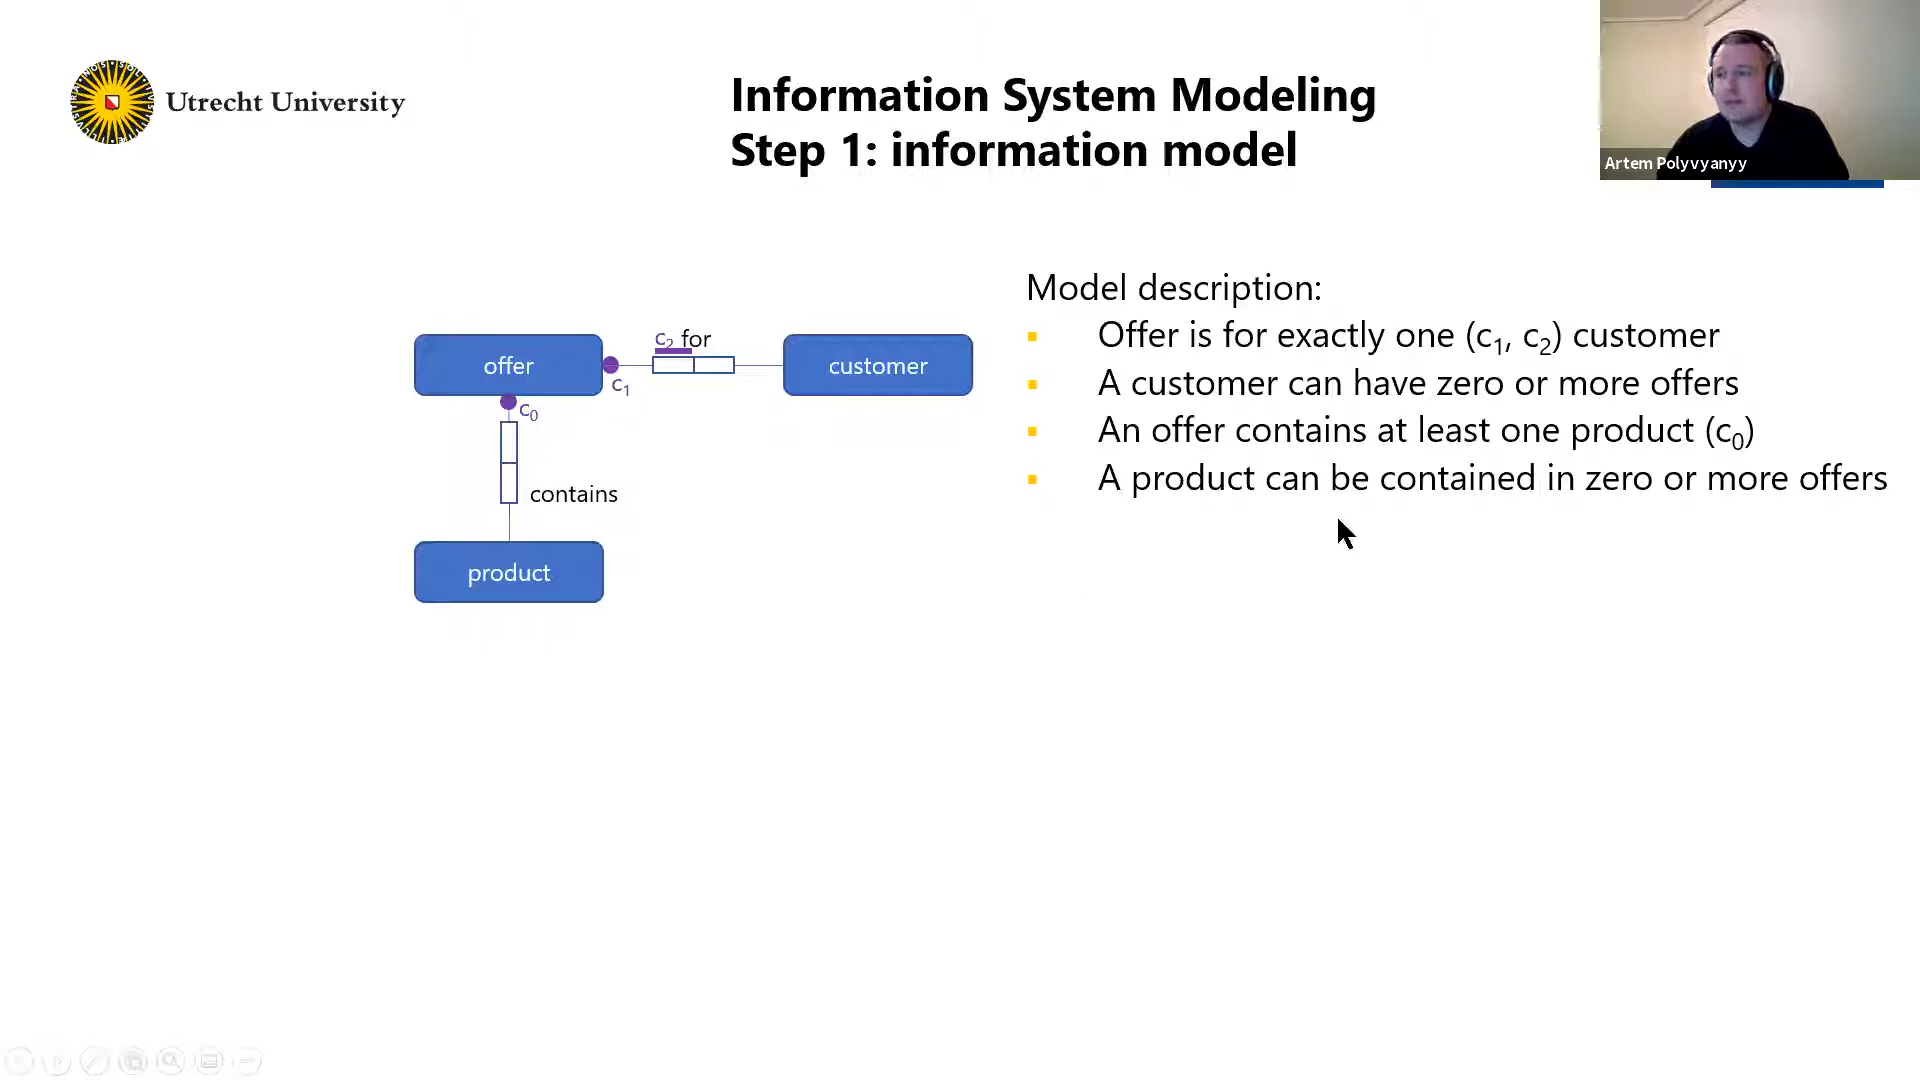 Utrecht University
Information System Modeling
Step 1: information model
Artem Polyvyanyy
Model description:
▪ Offer is for exactly one (c₁, c₂) customer
▪ A customer can have zero or more offers
▪ An offer contains at least one product (c₀)
▪ A product can be contained in zero or more offers
c₂ for
offer
customer
c₁
c₀
contains
product